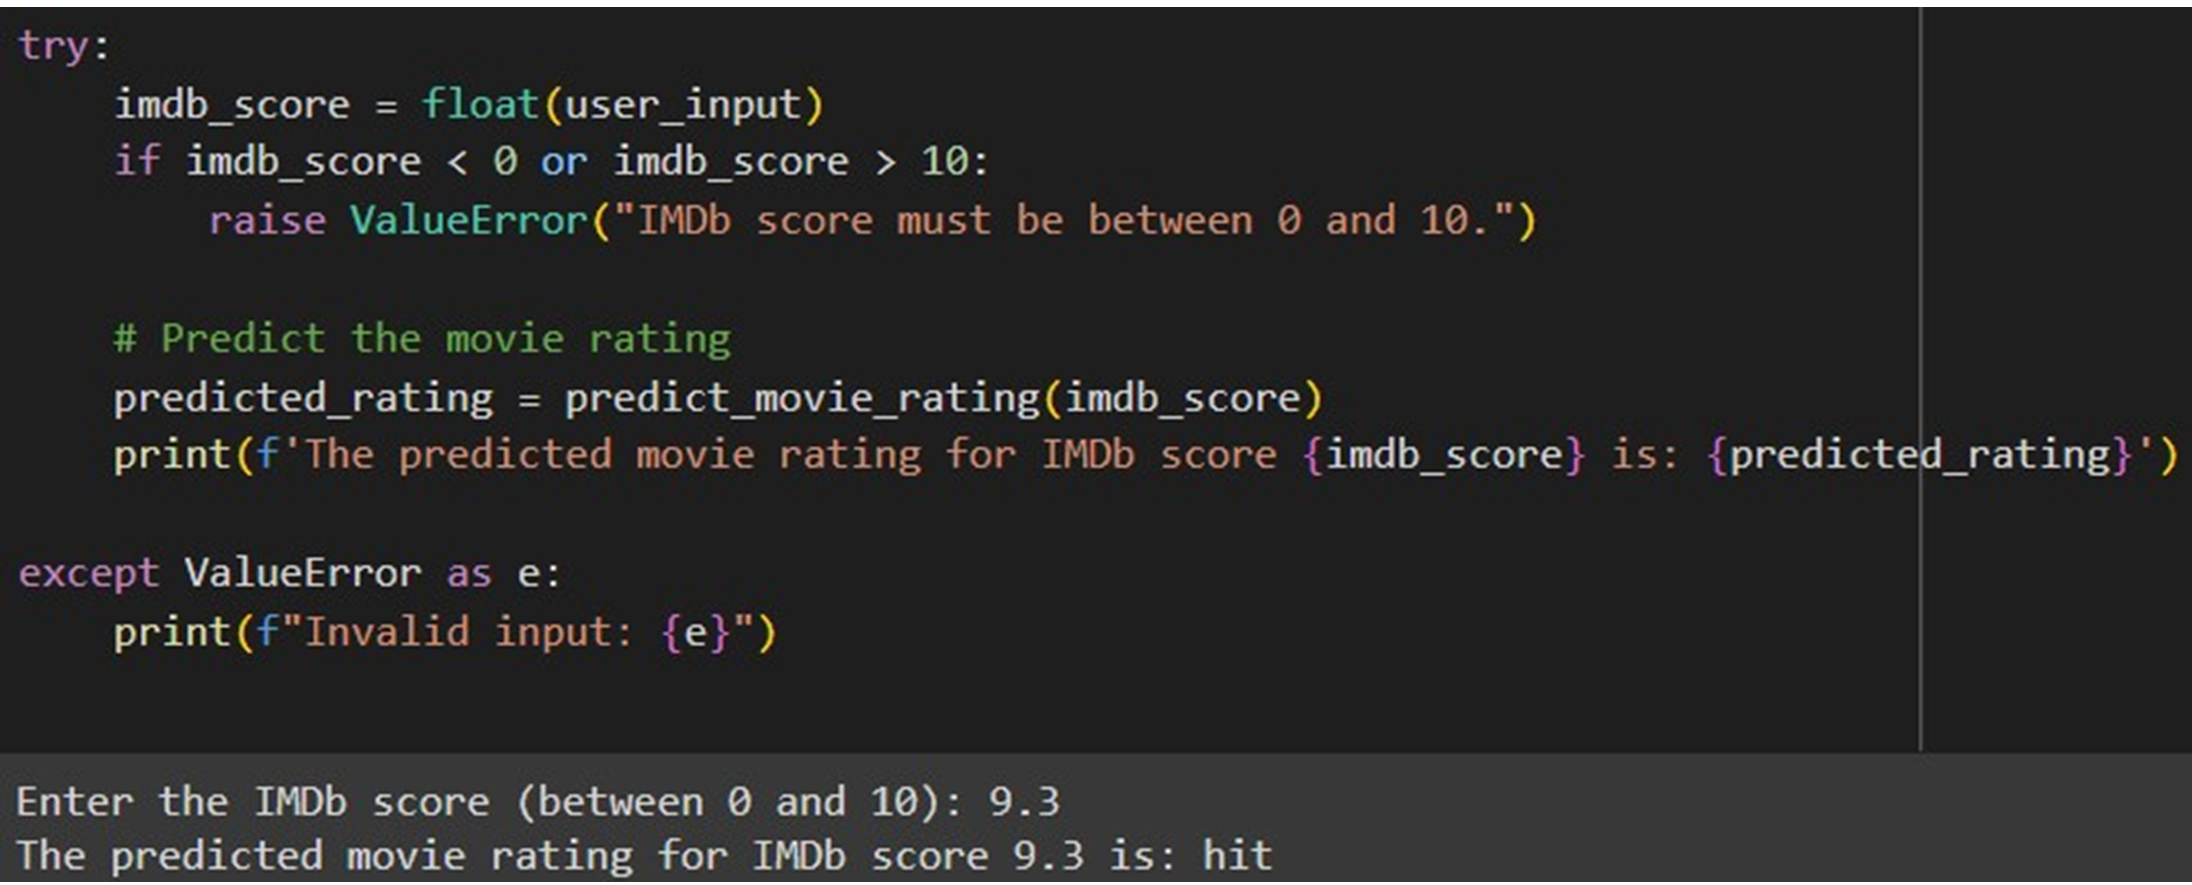 try:
    imdb_score = float(user_input)
    if imdb_score < 0 or imdb_score > 10:
        raise ValueError("IMDb score must be between 0 and 10.")
    # Predict the movie rating
    predicted_rating = predict_movie_rating(imdb_score)
    print(f'The predicted movie rating for IMDb score {imdb_score} is: {predicted_rating}')
except ValueError as e:
    print(f"Invalid input: {e}")
Enter the IMDb score (between 0 and 10): 9.3
The predicted movie rating for IMDb score 9.3 is: hit